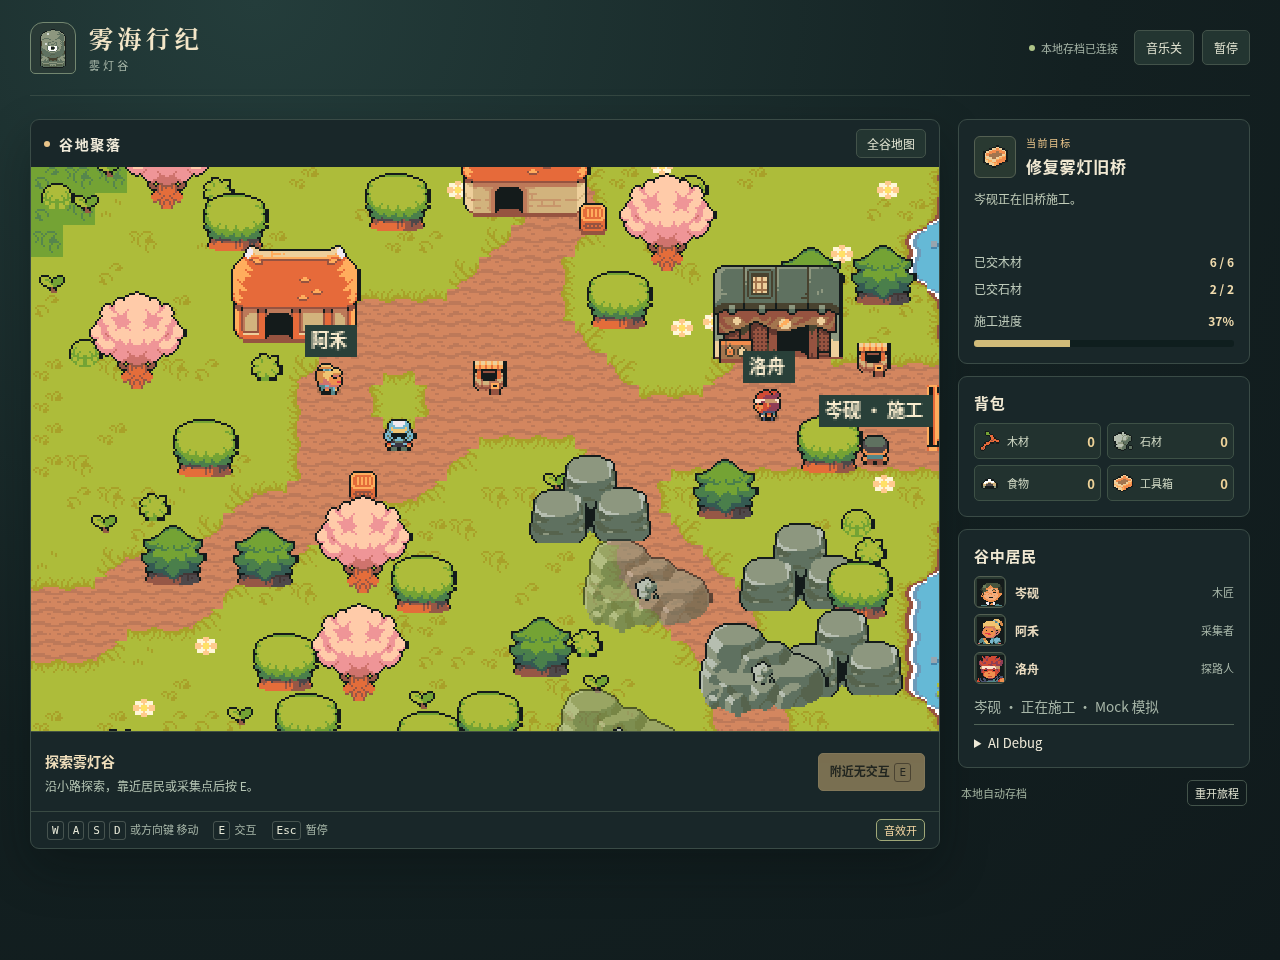 雾海行纪
雾灯谷
本地存档已连接
音乐关
暂停
谷地聚落
全谷地图
阿禾
洛舟
岑砚 · 施工
探索雾灯谷
沿小路探索，靠近居民或采集点后按 E。
附近无交互 E
W A S D 或方向键 移动 E 交互 Esc 暂停
音效开
当前目标
修复雾灯旧桥
岑砚正在旧桥施工。
已交木材 6 / 6
已交石材 2 / 2
施工进度 37%
背包
木材 0 石材 0
食物 0 工具箱 0
谷中居民
岑砚 木匠
阿禾 采集者
洛舟 探路人
岑砚 · 正在施工 · Mock 模拟
▶ AI Debug
本地自动存档
重开旅程